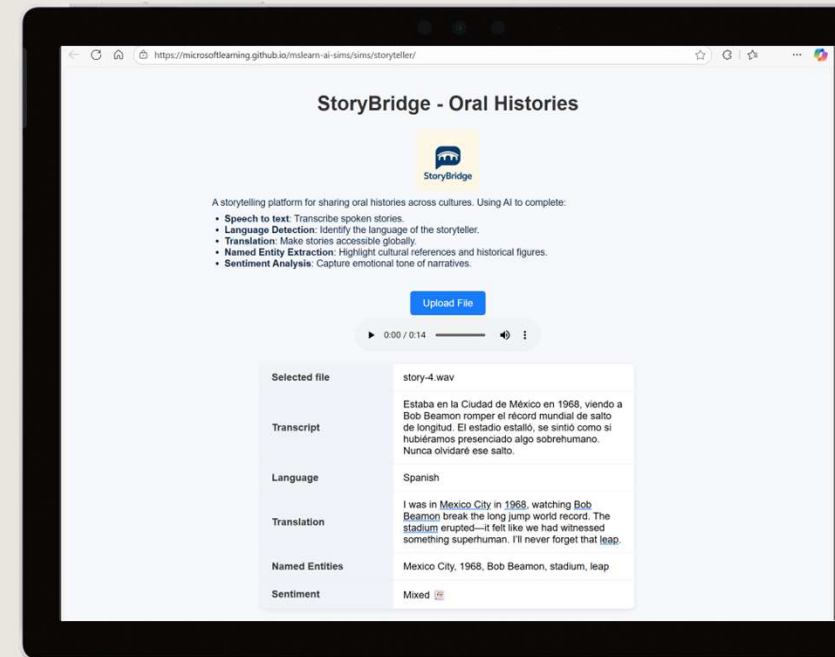 https://microsoftlearning.github.io/mslearn-ai-sims/sims/storyteller/
StoryBridge - Oral Histories
StoryBridge
A storytelling platform for sharing oral histories across cultures. Using AI to complete:
• Speech to text: Transcribe spoken stories.
• Language Detection: Identify the language of the storyteller.
• Translation: Make stories accessible globally.
• Named Entity Extraction: Highlight cultural references and historical figures.
• Sentiment Analysis: Capture emotional tone of narratives.
Upload File
0:00 / 0:14
Selected file
story-4.wav
Transcript
Estaba en la Ciudad de México en 1968, viendo a
Bob Beamon romper el récord mundial de salto
de longitud. El estadio estalló, se sintió como si
hubiéramos presenciado algo sobrehumano.
Nunca olvidaré ese salto.
Language
Spanish
Translation
I was in Mexico City in 1968, watching Bob
Beamon break the long jump world record. The
stadium erupted—it felt like we had witnessed
something superhuman. I'll never forget that leap.
Named Entities
Mexico City, 1968, Bob Beamon, stadium, leap
Sentiment
Mixed